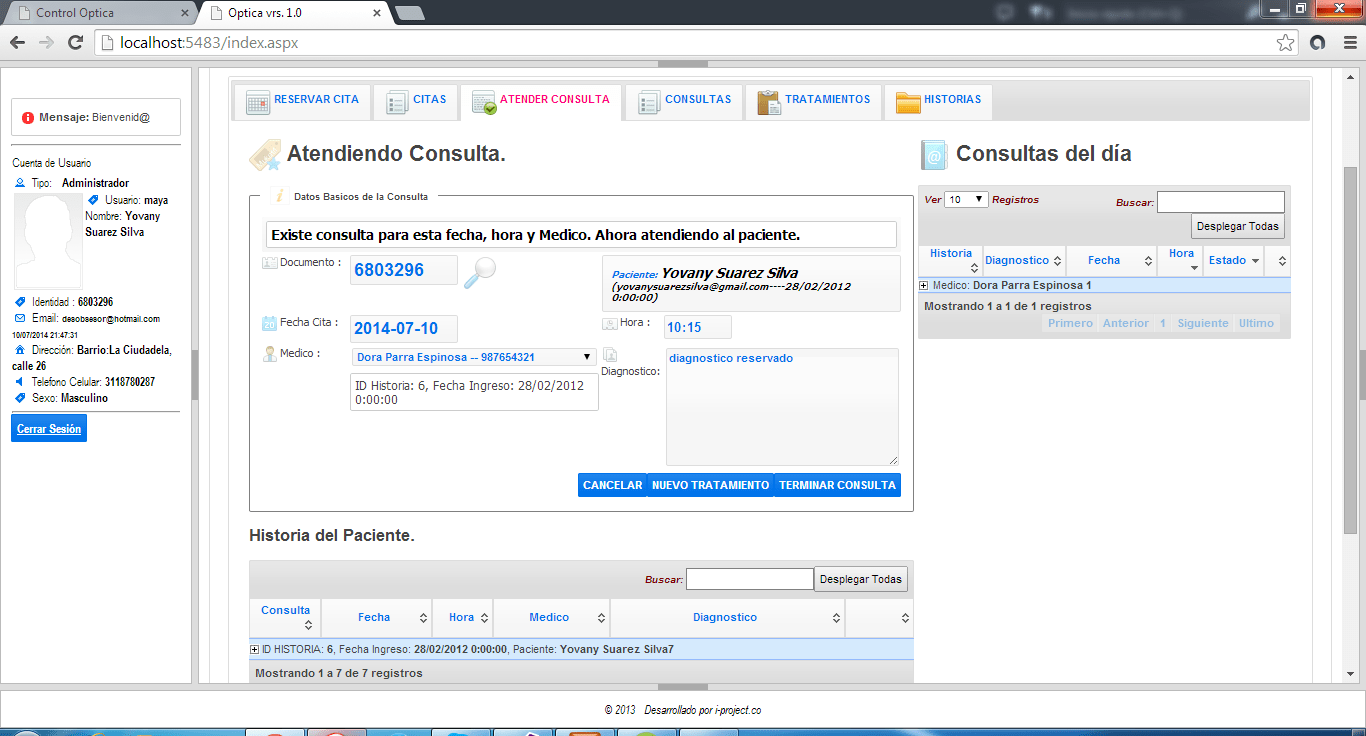 Control Optica
Optica vrs. 1.0
localhost:5483/index.aspx
Mensaje: Bienvenid@
Cuenta de Usuario
Tipo: Administrador
Usuario: maya
Nombre: Yovany
Suarez Silva
Identidad : 6803296
Email: desobsesor@hotmail.com
10/07/2014 21:47:31
Dirección: Barrio:La Ciudadela,
calle 26
Telefono Celular: 3118780287
Sexo: Masculino
Cerrar Sesión
RESERVAR CITA
CITAS
ATENDER CONSULTA
CONSULTAS
TRATAMIENTOS
HISTORIAS
Atendiendo Consulta.
Datos Basicos de la Consulta
Existe consulta para esta fecha, hora y Medico. Ahora atendiendo al paciente.
Documento :
6803296
Paciente: Yovany Suarez Silva
(yovanysuarezsilva@gmail.com----28/02/2012
0:00:00)
Fecha Cita :
2014-07-10
Hora :
10:15
Medico :
Dora Parra Espinosa -- 987654321
ID Historia: 6, Fecha Ingreso: 28/02/2012
0:00:00
Diagnostico:
diagnostico reservado
CANCELAR
NUEVO TRATAMIENTO
TERMINAR CONSULTA
Historia del Paciente.
Buscar:
Desplegar Todas
Consulta
Fecha
Hora
Medico
Diagnostico
ID HISTORIA: 6, Fecha Ingreso: 28/02/2012 0:00:00, Paciente: Yovany Suarez Silva7
Mostrando 1 a 7 de 7 registros
Consultas del día
Ver 10 Registros
Buscar:
Desplegar Todas
Historia
Diagnostico
Fecha
Hora
Estado
Medico: Dora Parra Espinosa 1
Mostrando 1 a 1 de 1 registros
Primero Anterior 1 Siguiente Ultimo
© 2013 Desarrollado por i-project.co